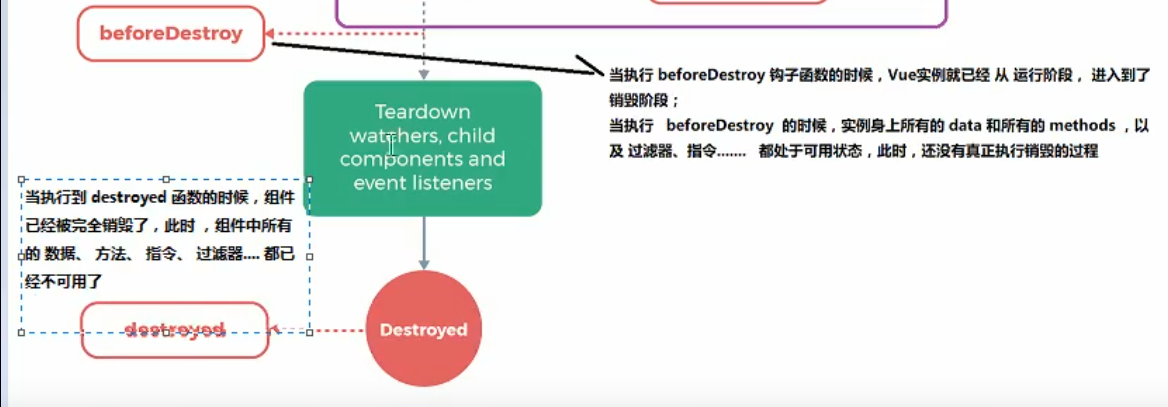 beforeDestroy
当执行 beforeDestroy 钩子函数的时候，Vue实例就已经 从 运行阶段， 进入到了
销毁阶段；
当执行 beforeDestroy 的时候，实例身上所有的 data 和所有的 methods ，以
及 过滤器、指令....... 都处于可用状态，此时，还没有真正执行销毁的过程
Teardown
watchers, child
components and
event listeners
当执行到 destroyed 函数的时候，组件
已经被完全销毁了，此时 ，组件中所有
的 数据、 方法、 指令、 过滤器.... 都已
经不可用了
destroyed
Destroyed